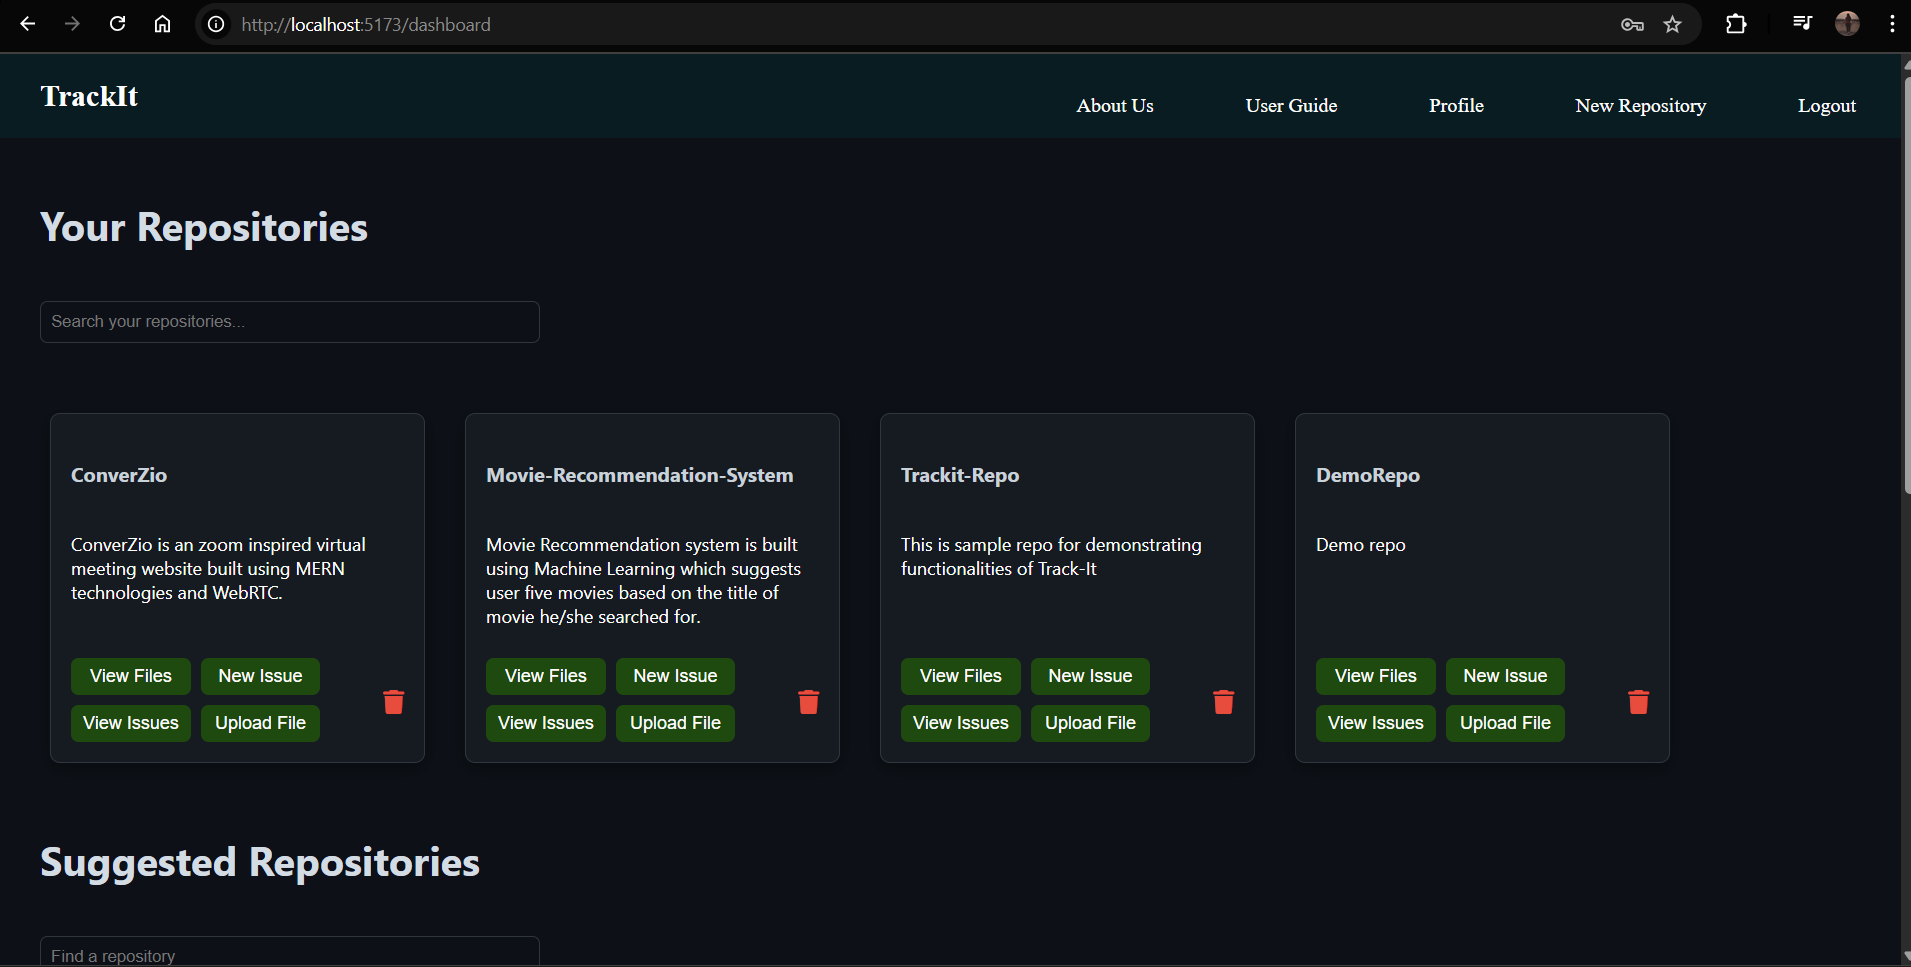 http://localhost:5173/dashboard
TrackIt
About Us
User Guide
Profile
New Repository
Logout
Your Repositories
Search your repositories...
ConverZio
ConverZio is an zoom inspired virtual
meeting website built using MERN
technologies and WebRTC.
View Files
New Issue
View Issues
Upload File
Movie-Recommendation-System
Movie Recommendation system is built
using Machine Learning which suggests
user five movies based on the title of
movie he/she searched for.
View Files
New Issue
View Issues
Upload File
Trackit-Repo
This is sample repo for demonstrating
functionalities of Track-It
View Files
New Issue
View Issues
Upload File
DemoRepo
Demo repo
View Files
New Issue
View Issues
Upload File
Suggested Repositories
Find a repository